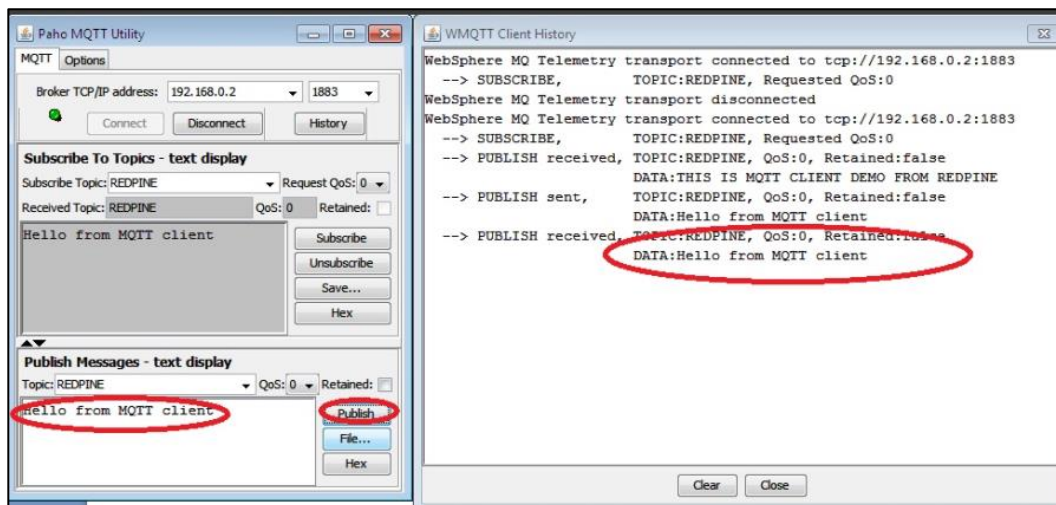 Paho MQTT Utility
MQTT Options
Broker TCP/IP address: 192.168.0.2 1883
Connect Disconnect History
Subscribe To Topics - text display
Subscribe Topic: REDPINE Request QoS: 0
Received Topic: REDPINE QoS: 0 Retained:
Hello from MQTT client
Subscribe
Unsubscribe
Save...
Hex
Publish Messages - text display
Topic: REDPINE QoS: 0 Retained:
Hello from MQTT client
Publish
File...
Hex
WMQTT Client History
WebSphere MQ Telemetry transport connected to tcp://192.168.0.2:1883
--> SUBSCRIBE, TOPIC:REDPINE, Requested QoS:0
WebSphere MQ Telemetry transport disconnected
WebSphere MQ Telemetry transport connected to tcp://192.168.0.2:1883
--> SUBSCRIBE, TOPIC:REDPINE, Requested QoS:0
--> PUBLISH received, TOPIC:REDPINE, QoS:0, Retained:false
DATA:THIS IS MQTT CLIENT DEMO FROM REDPINE
--> PUBLISH sent, TOPIC:REDPINE, QoS:0, Retained:false
DATA:Hello from MQTT client
--> PUBLISH received, TOPIC:REDPINE, QoS:0, Retained:false
DATA:Hello from MQTT client
Clear Close